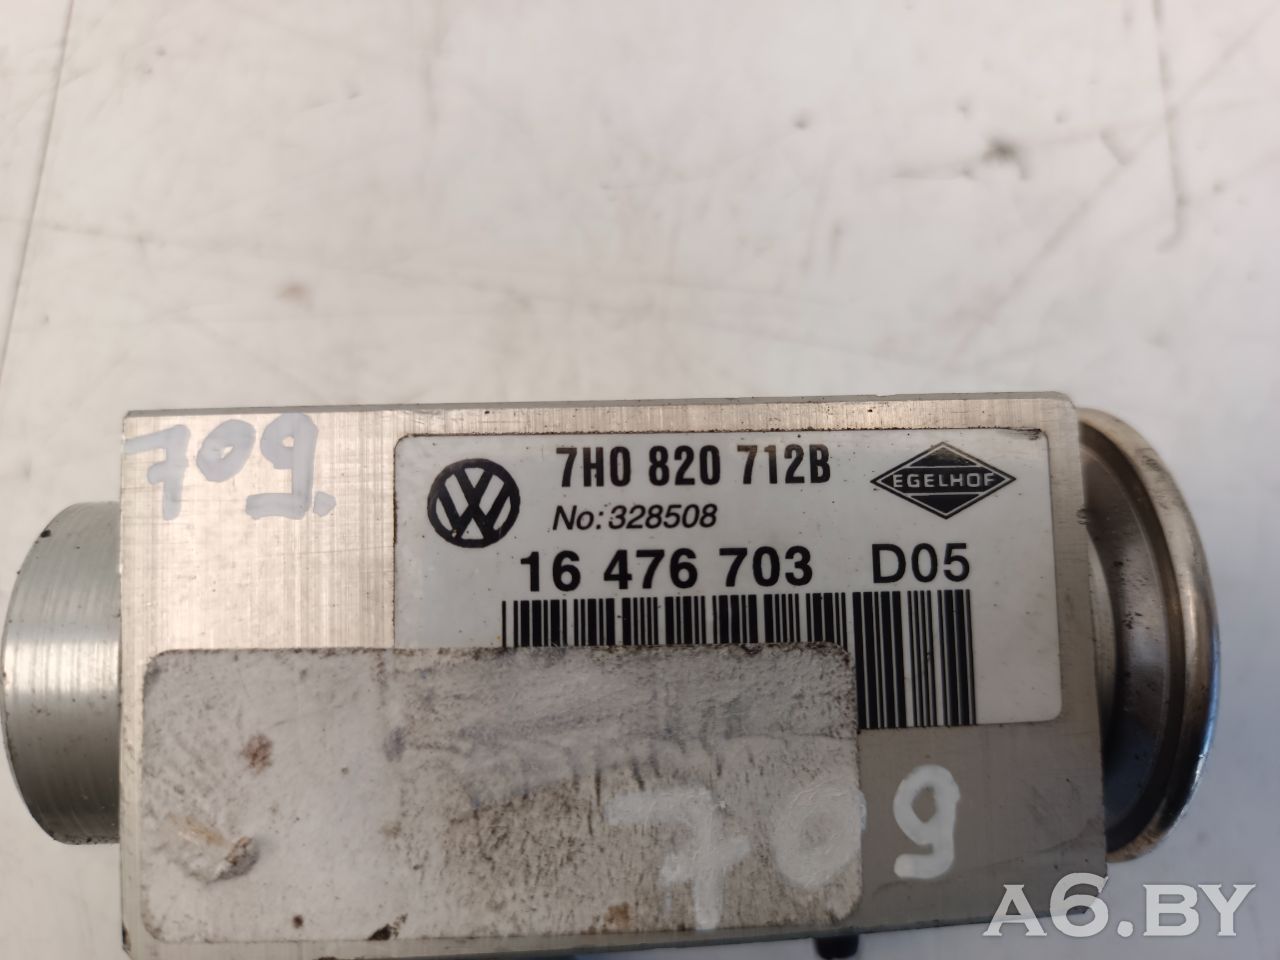 709.
7H0 820 712B
EGELHOF
No: 328508
16 476 703 D05
709
A6.BY